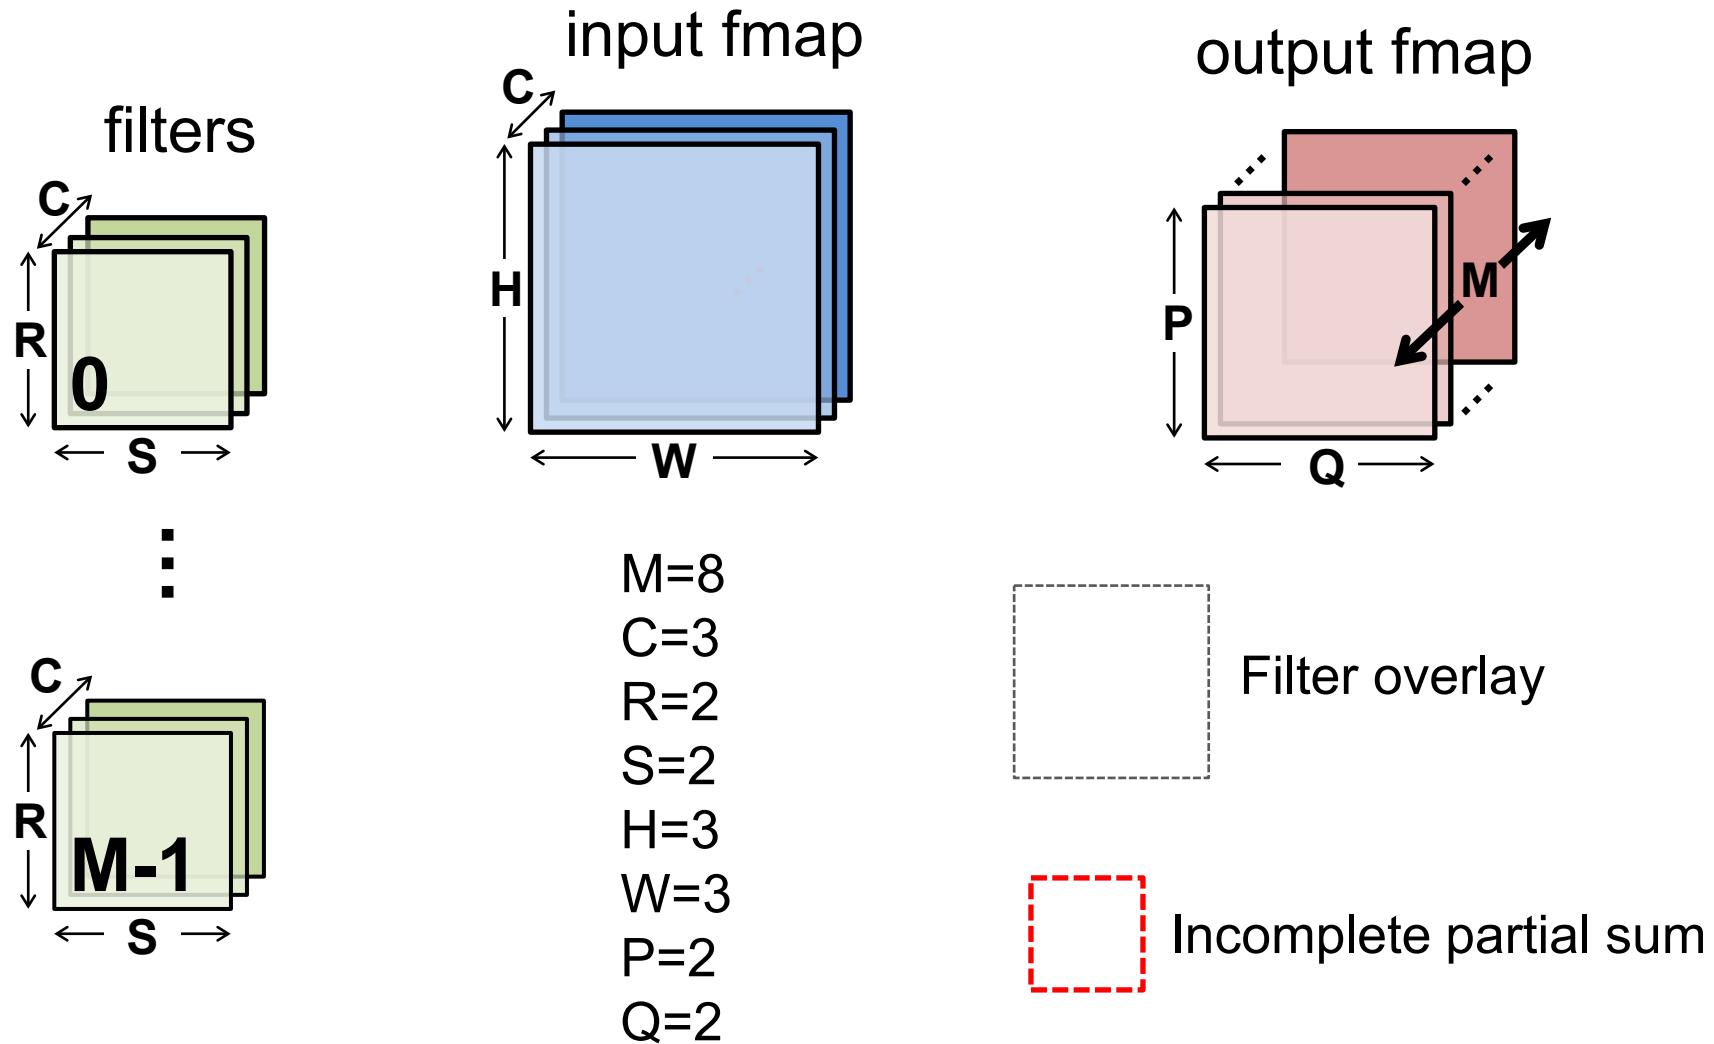 input fmap
output fmap
filters
C
R
0
S
C
H
W
P
M
Q
C
R
M-1
S
M=8
C=3
R=2
S=2
H=3
W=3
P=2
Q=2
Filter overlay
Incomplete partial sum